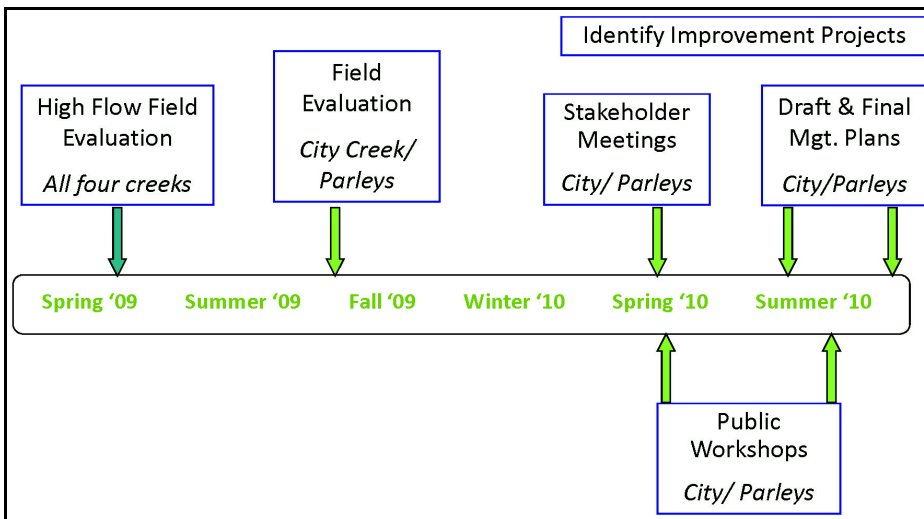 Identify Improvement Projects
High Flow Field
Evaluation
All four creeks
Field
Evaluation
City Creek/
Parleys
Stakeholder
Meetings
City/ Parleys
Draft & Final
Mgt. Plans
City/Parleys
Spring ‘09
Summer ‘09
Fall ‘09
Winter ‘10
Spring ‘10
Summer ‘10
Public
Workshops
City/ Parleys